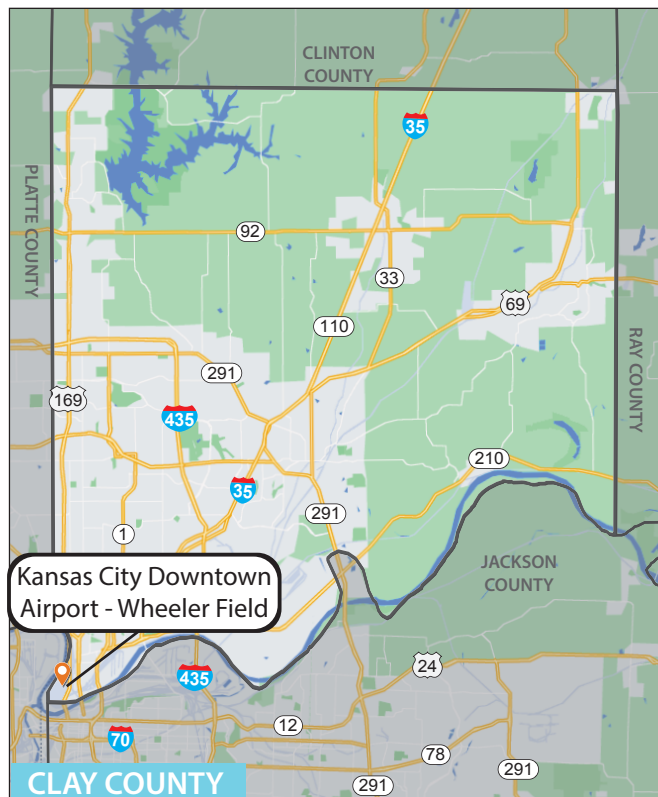 CLINTON
COUNTY
35
PLATTE COUNTY
92
33
69
110
RAY COUNTY
291
169
435
210
35
291
1
JACKSON
COUNTY
Kansas City Downtown
Airport - Wheeler Field
24
435
12
70
78
CLAY COUNTY
291
291